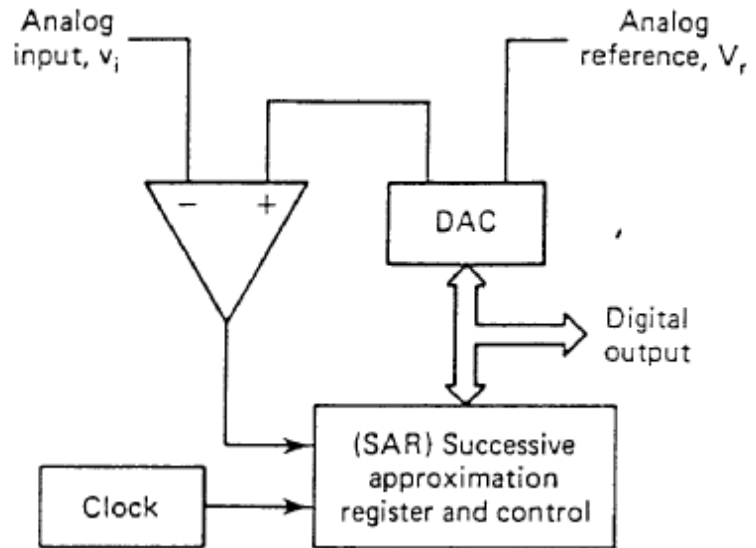 Analog
input, vᵢ
Analog
reference, Vᵣ
− +
DAC
Digital
output
(SAR) Successive
approximation
register and control
Clock